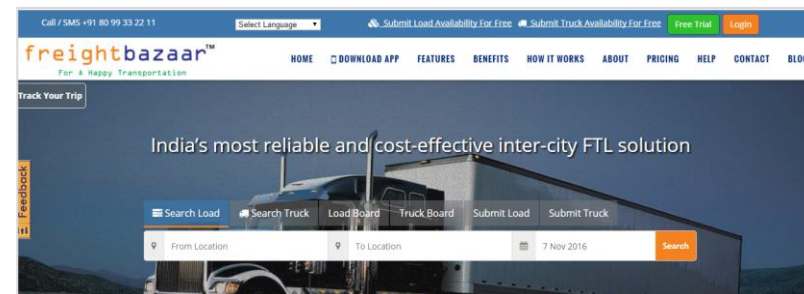 Call / SMS +91 80 99 33 22 11
Select Language
Submit Load Availability For Free
Submit Truck Availability For Free
Free Trial
Login
freightbazaar™
For A Happy Transportation
HOME
DOWNLOAD APP
FEATURES
BENEFITS
HOW IT WORKS
ABOUT
PRICING
HELP
CONTACT
BLO
Track Your Trip
India's most reliable and cost-effective inter-city FTL solution
Feedback
Search Load
Search Truck
Load Board
Truck Board
Submit Load
Submit Truck
From Location
To Location
7 Nov 2016
Search